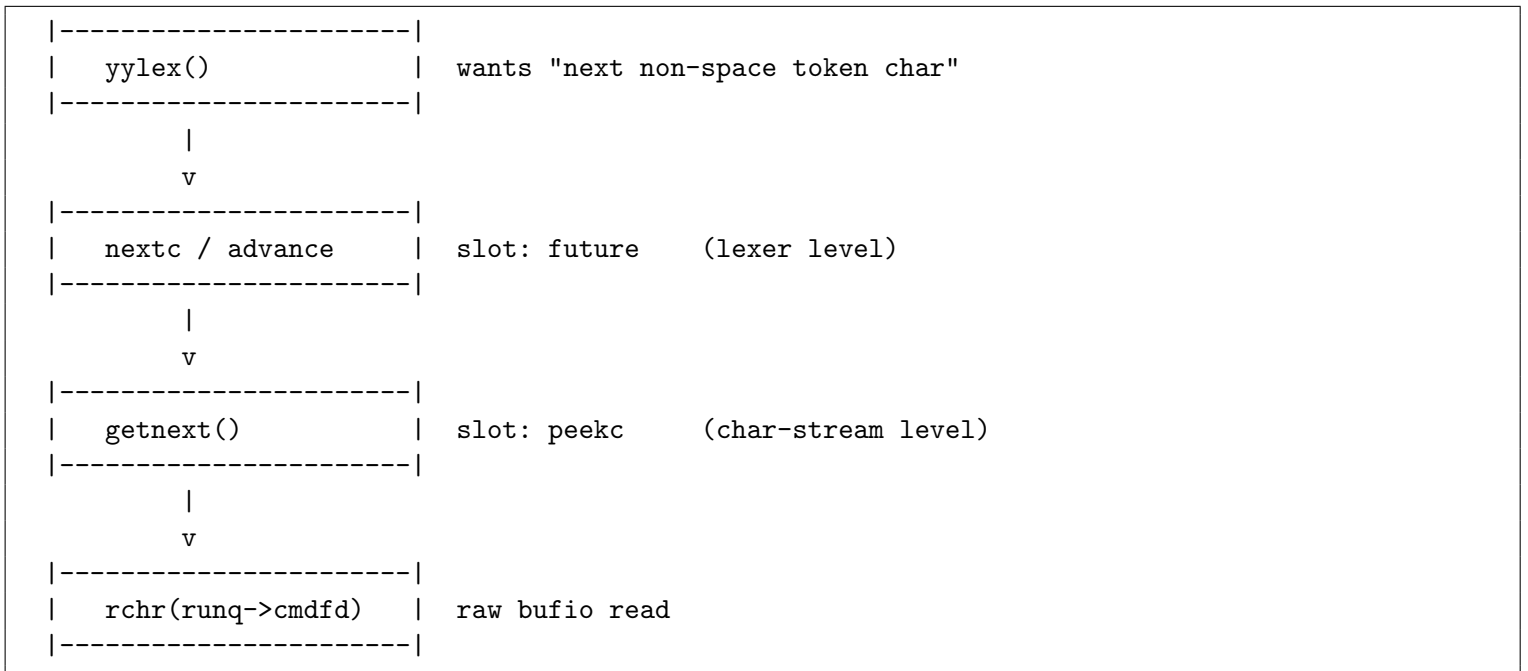 |-----------------------|
|   yylex()             |  wants "next non-space token char"
|-----------------------|
         |
         v
|-----------------------|
|   nextc / advance     |  slot: future    (lexer level)
|-----------------------|
         |
         v
|-----------------------|
|   getnext()           |  slot: peekc     (char-stream level)
|-----------------------|
         |
         v
|-----------------------|
|   rchr(runq->cmdfd)   |  raw bufio read
|-----------------------|